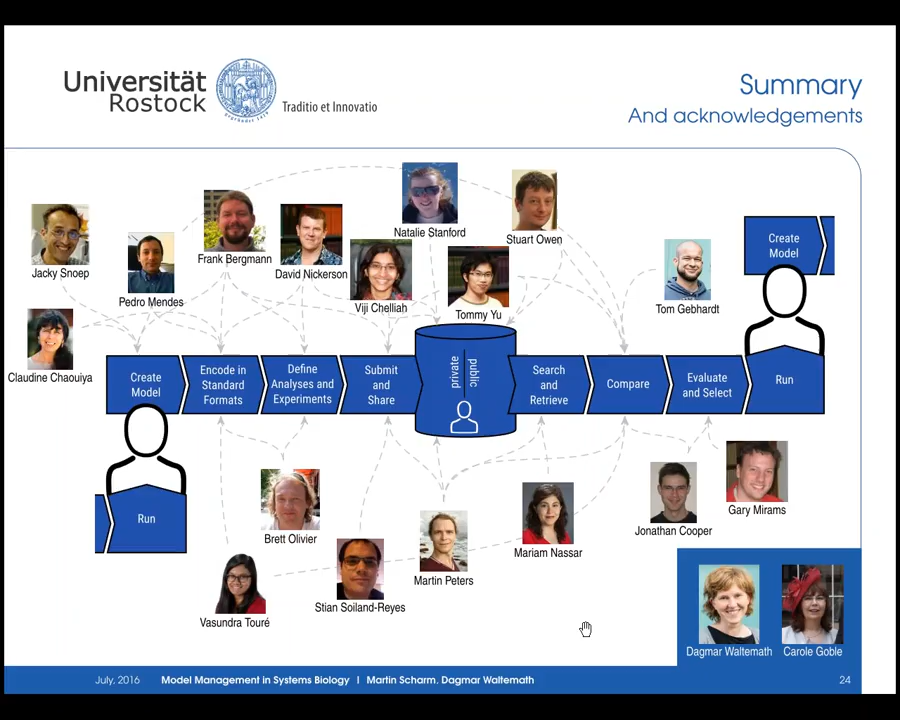 Universität
Rostock
Traditio et Innovatio
Summary
And acknowledgements
Jacky Snoep
Pedro Mendes
Frank Bergmann
David Nickerson
Viji Chelliah
Natalie Stanford
Tommy Yu
Stuart Owen
Tom Gebhardt
Create
Model
Claudine Chaouiya
Create
Model
Encode in
Standard
Formats
Define
Analyses and
Experiments
Submit
and
Share
private
public
Search
and
Retrieve
Compare
Evaluate
and Select
Run
Run
Brett Olivier
Vasundra Touré
Stian Soiland-Reyes
Martin Peters
Mariam Nassar
Jonathan Cooper
Gary Mirams
Dagmar Waltemath
Carole Goble
July, 2016
Model Management in Systems Biology | Martin Scharm, Dagmar Waltemath
24